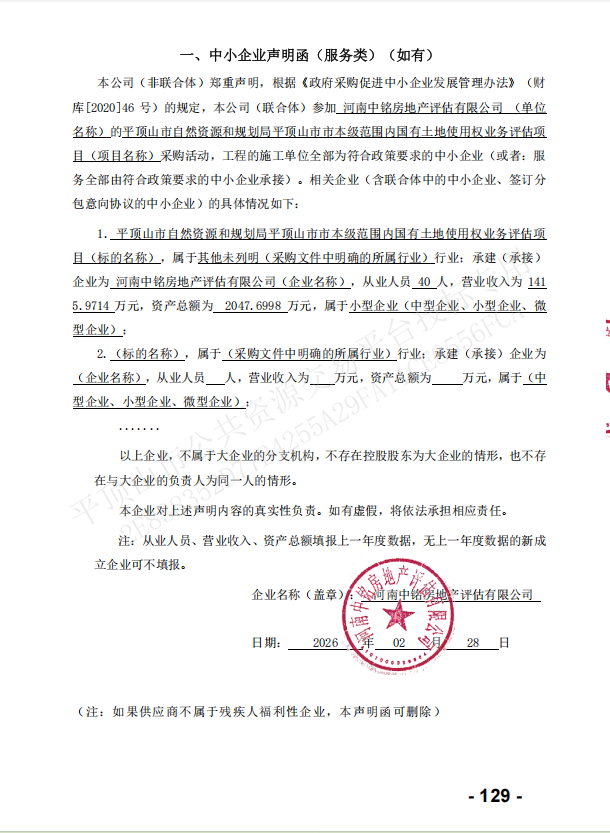 一、中小企业声明函（服务类）（如有）
本公司（非联合体）郑重声明，根据《政府采购促进中小企业发展管理办法》（财
库[2020]46 号）的规定，本公司（联合体）参加 河南中铭房地产评估有限公司 （单位
名称）的平顶山市自然资源和规划局平顶山市市本级范围内国有土地使用权业务评估项
目（项目名称）采购活动，工程的施工单位全部为符合政策要求的中小企业（或者：服
务全部由符合政策要求的中小企业承接）。相关企业（含联合体中的中小企业、签订分
包意向协议的中小企业）的具体情况如下：
1. 平顶山市自然资源和规划局平顶山市市本级范围内国有土地使用权业务评估项
目（标的名称），属于其他未列明（采购文件中明确的所属行业）行业；承建（承接）
企业为 河南中铭房地产评估有限公司（企业名称），从业人员 40 人，营业收入为 141
5.9714 万元，资产总额为 2047.6998 万元，属于小型企业（中型企业、小型企业、微
型企业）；
2. （标的名称），属于（采购文件中明确的所属行业）行业；承建（承接）企业为
（企业名称），从业人员 人，营业收入为 万元，资产总额为 万元，属于（中
型企业、小型企业、微型企业）；
.......
以上企业，不属于大企业的分支机构，不存在控股股东为大企业的情形，也不存
在与大企业的负责人为同一人的情形。
本企业对上述声明内容的真实性负责。如有虚假，将依法承担相应责任。
注：从业人员、营业收入、资产总额填报上一年度数据，无上一年度数据的新成
立企业可不填报。
企业名称（盖章）：河南中铭房地产评估有限公司
河南中铭房地产评估有限公司
日期： 2026 年 02 月 28 日
（注：如果供应商不属于残疾人福利性企业，本声明函可删除）
- 129 -